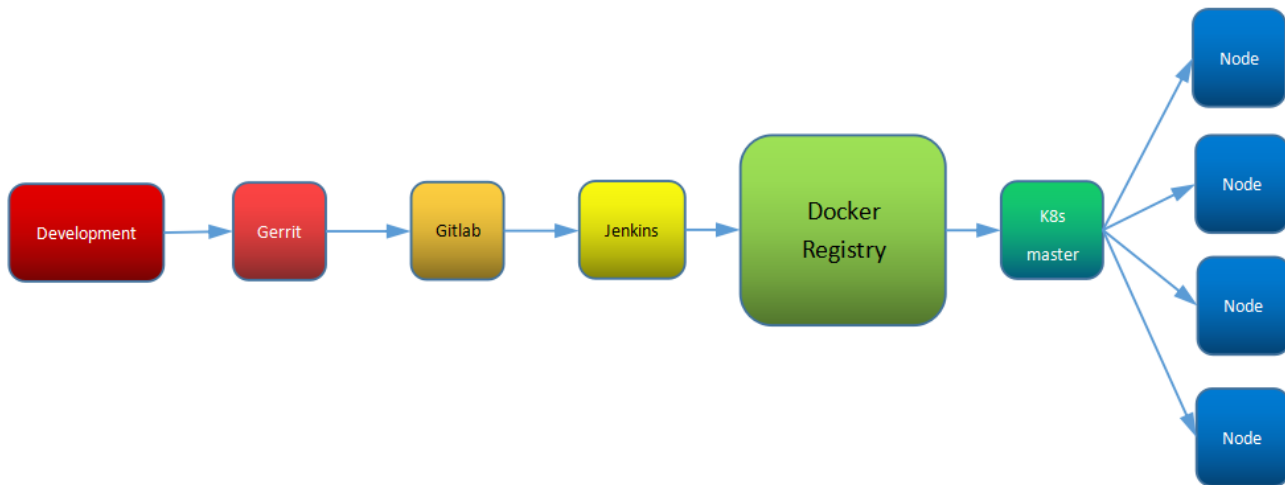 Development
Gerrit
Gitlab
Jenkins
Docker
Registry
K8s
master
Node
Node
Node
Node